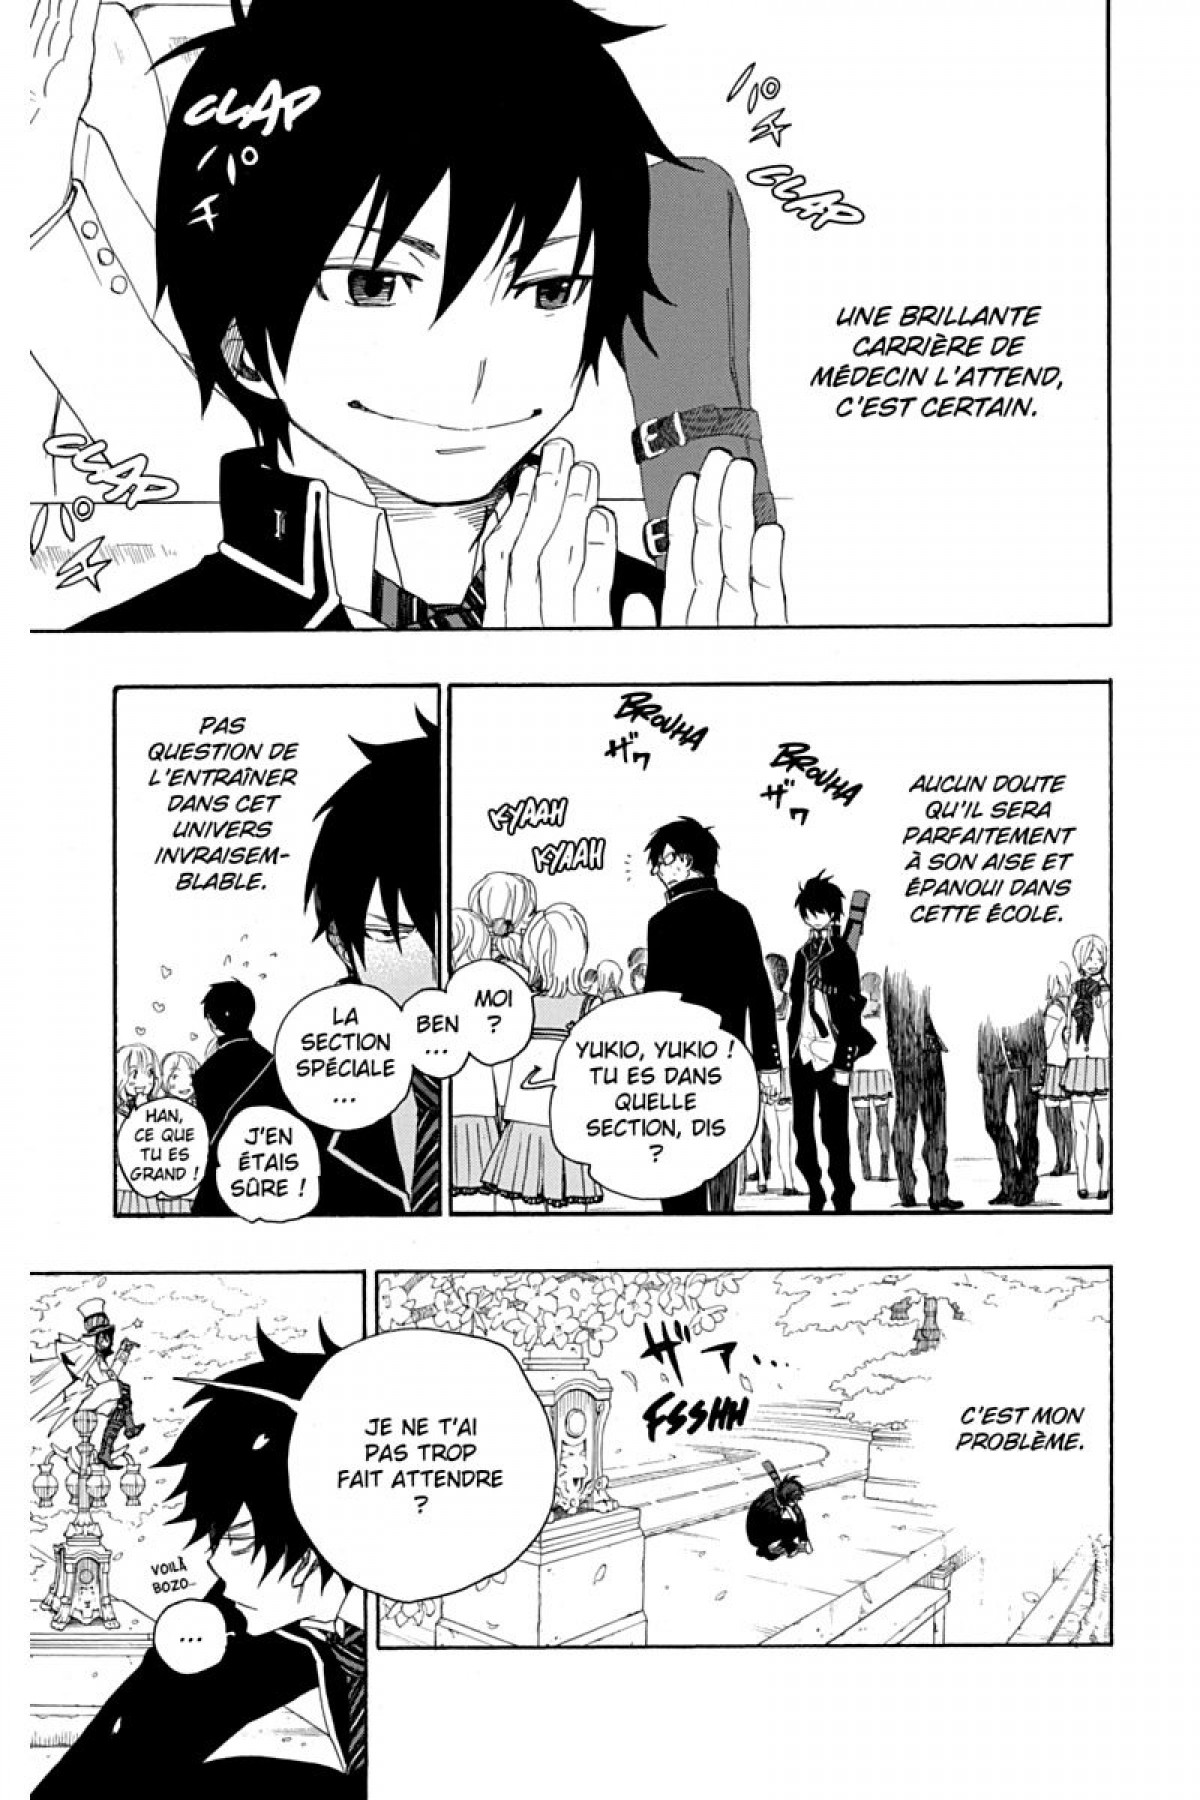 CLAP
パ
CLAP
パチ
UNE BRILLANTE
CARRIÈRE DE
MÉDECIN L'ATTEND,
C'EST CERTAIN.
CLAP
BROUHA
ザワ
BROUHA
ザワ
AUCUN DOUTE
QU'IL SERA
PARFAITEMENT
À SON AISE ET
ÉPANOUI DANS
CETTE ÉCOLE.
KYAAH
KYAAH
YUKIO, YUKIO !
TU ES DANS
QUELLE
SECTION, DIS
?
MOI
?
BEN
...
PAS
QUESTION DE
L'ENTRAÎNER
DANS CET
UNIVERS
INVRAISEM-
BLABLE.
LA
SECTION
SPÉCIALE
...
J'EN
ÉTAIS
SÛRE !
HAN,
CE QUE
TU ES
GRAND !
ザァ...
FSSHH
C'EST MON
PROBLÈME.
JE NE T'AI
PAS TROP
FAIT ATTENDRE
?
VOILÀ
BOZO...
...